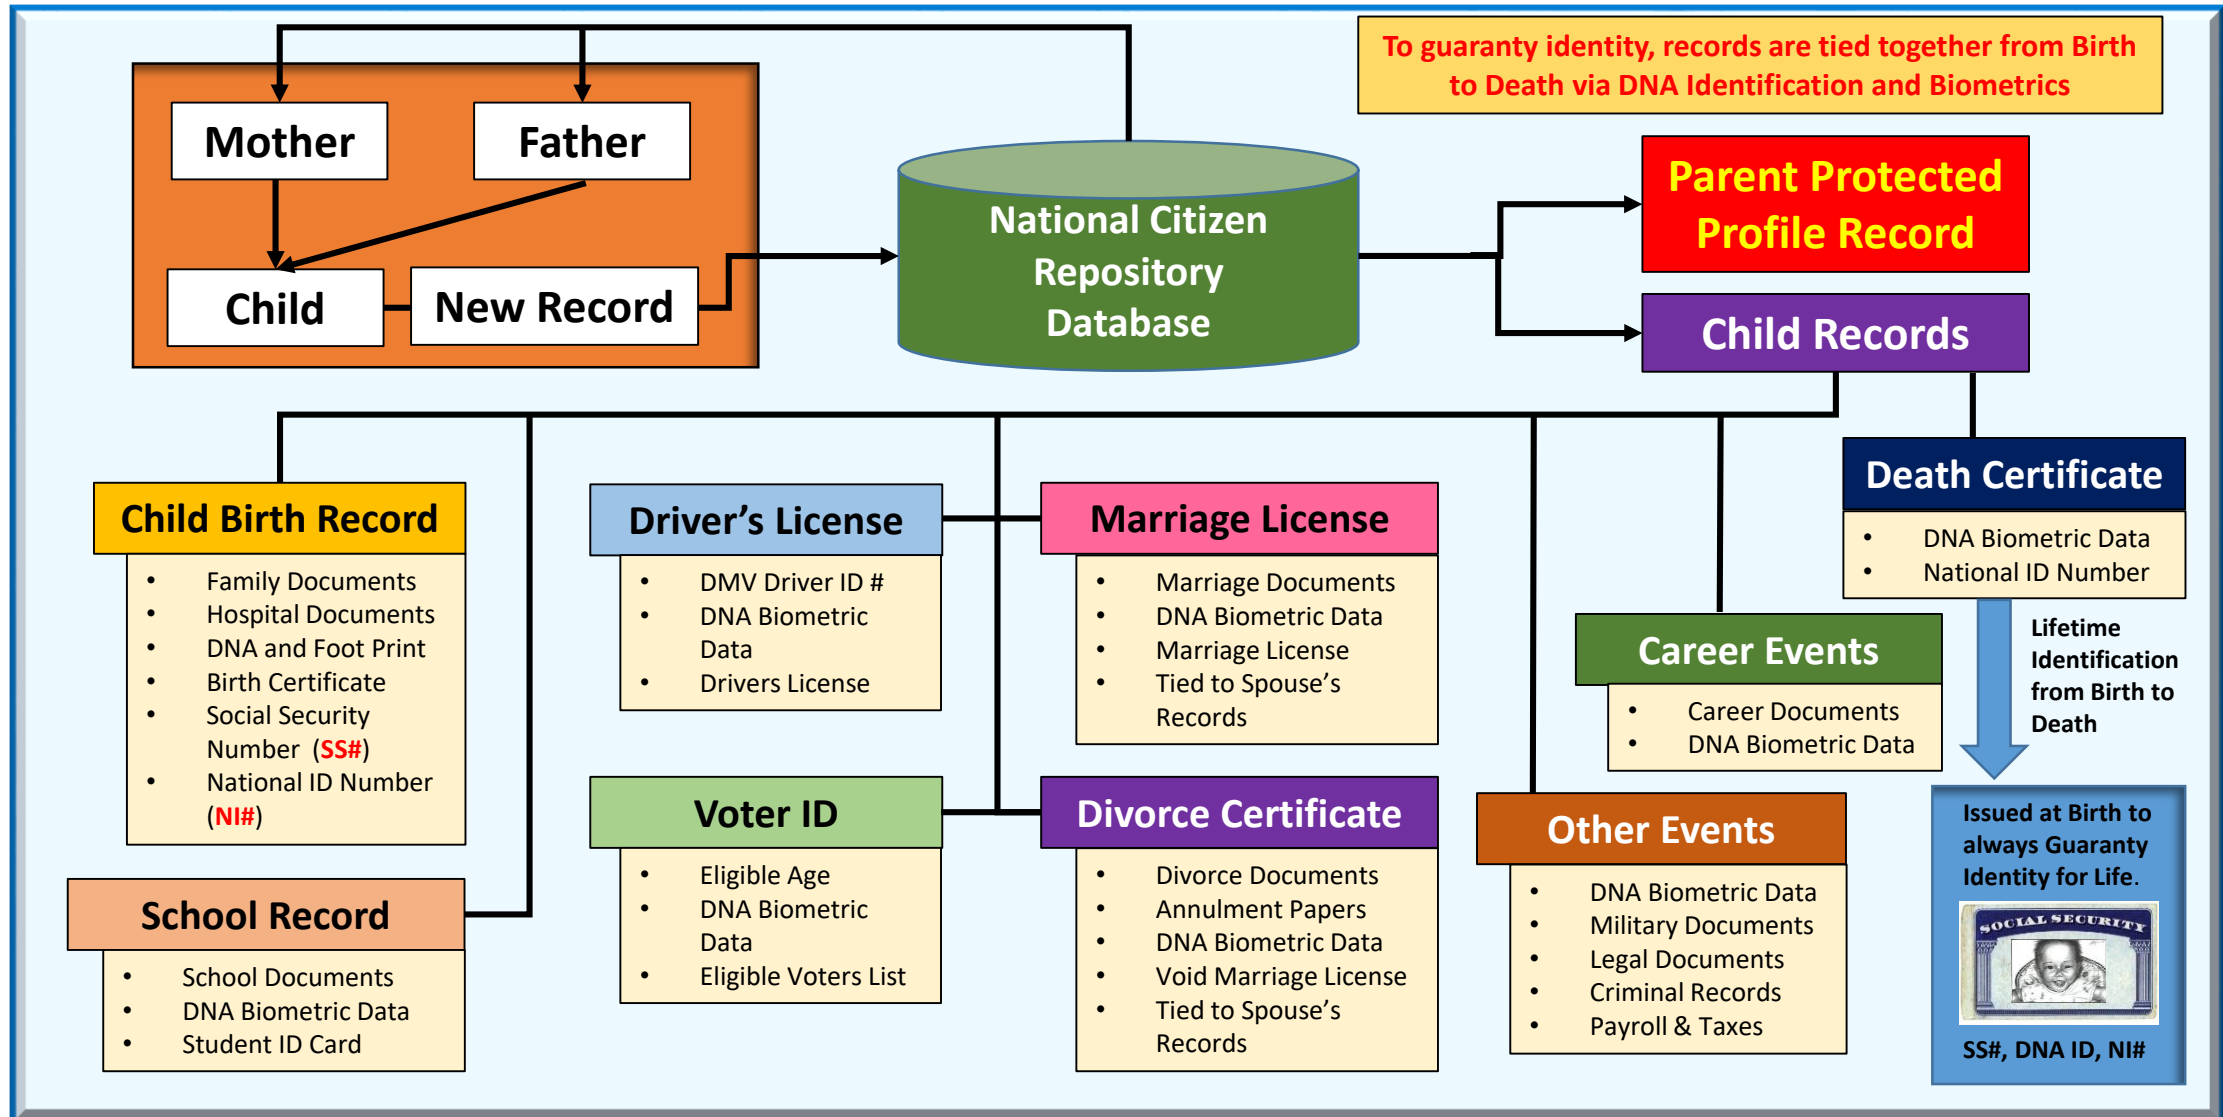 To guaranty identity, records are tied together from Birth
to Death via DNA Identification and Biometrics
Mother
Father
Child
New Record
National Citizen
Repository
Database
Parent Protected
Profile Record
Child Records
Child Birth Record
• Family Documents
• Hospital Documents
• DNA and Foot Print
• Birth Certificate
• Social Security
Number (SS#)
• National ID Number
(NI#)
School Record
• School Documents
• DNA Biometric Data
• Student ID Card
Driver’s License
• DMV Driver ID #
• DNA Biometric
Data
• Drivers License
Marriage License
• Marriage Documents
• DNA Biometric Data
• Marriage License
• Tied to Spouse’s
Records
Voter ID
• Eligible Age
• DNA Biometric
Data
• Eligible Voters List
Divorce Certificate
• Divorce Documents
• Annulment Papers
• DNA Biometric Data
• Void Marriage License
• Tied to Spouse’s
Records
Career Events
• Career Documents
• DNA Biometric Data
Other Events
• DNA Biometric Data
• Military Documents
• Legal Documents
• Criminal Records
• Payroll & Taxes
Death Certificate
• DNA Biometric Data
• National ID Number
Lifetime
Identification
from Birth to
Death
Issued at Birth to
always Guaranty
Identity for Life.
SOCIAL SECURITY
SS#, DNA ID, NI#